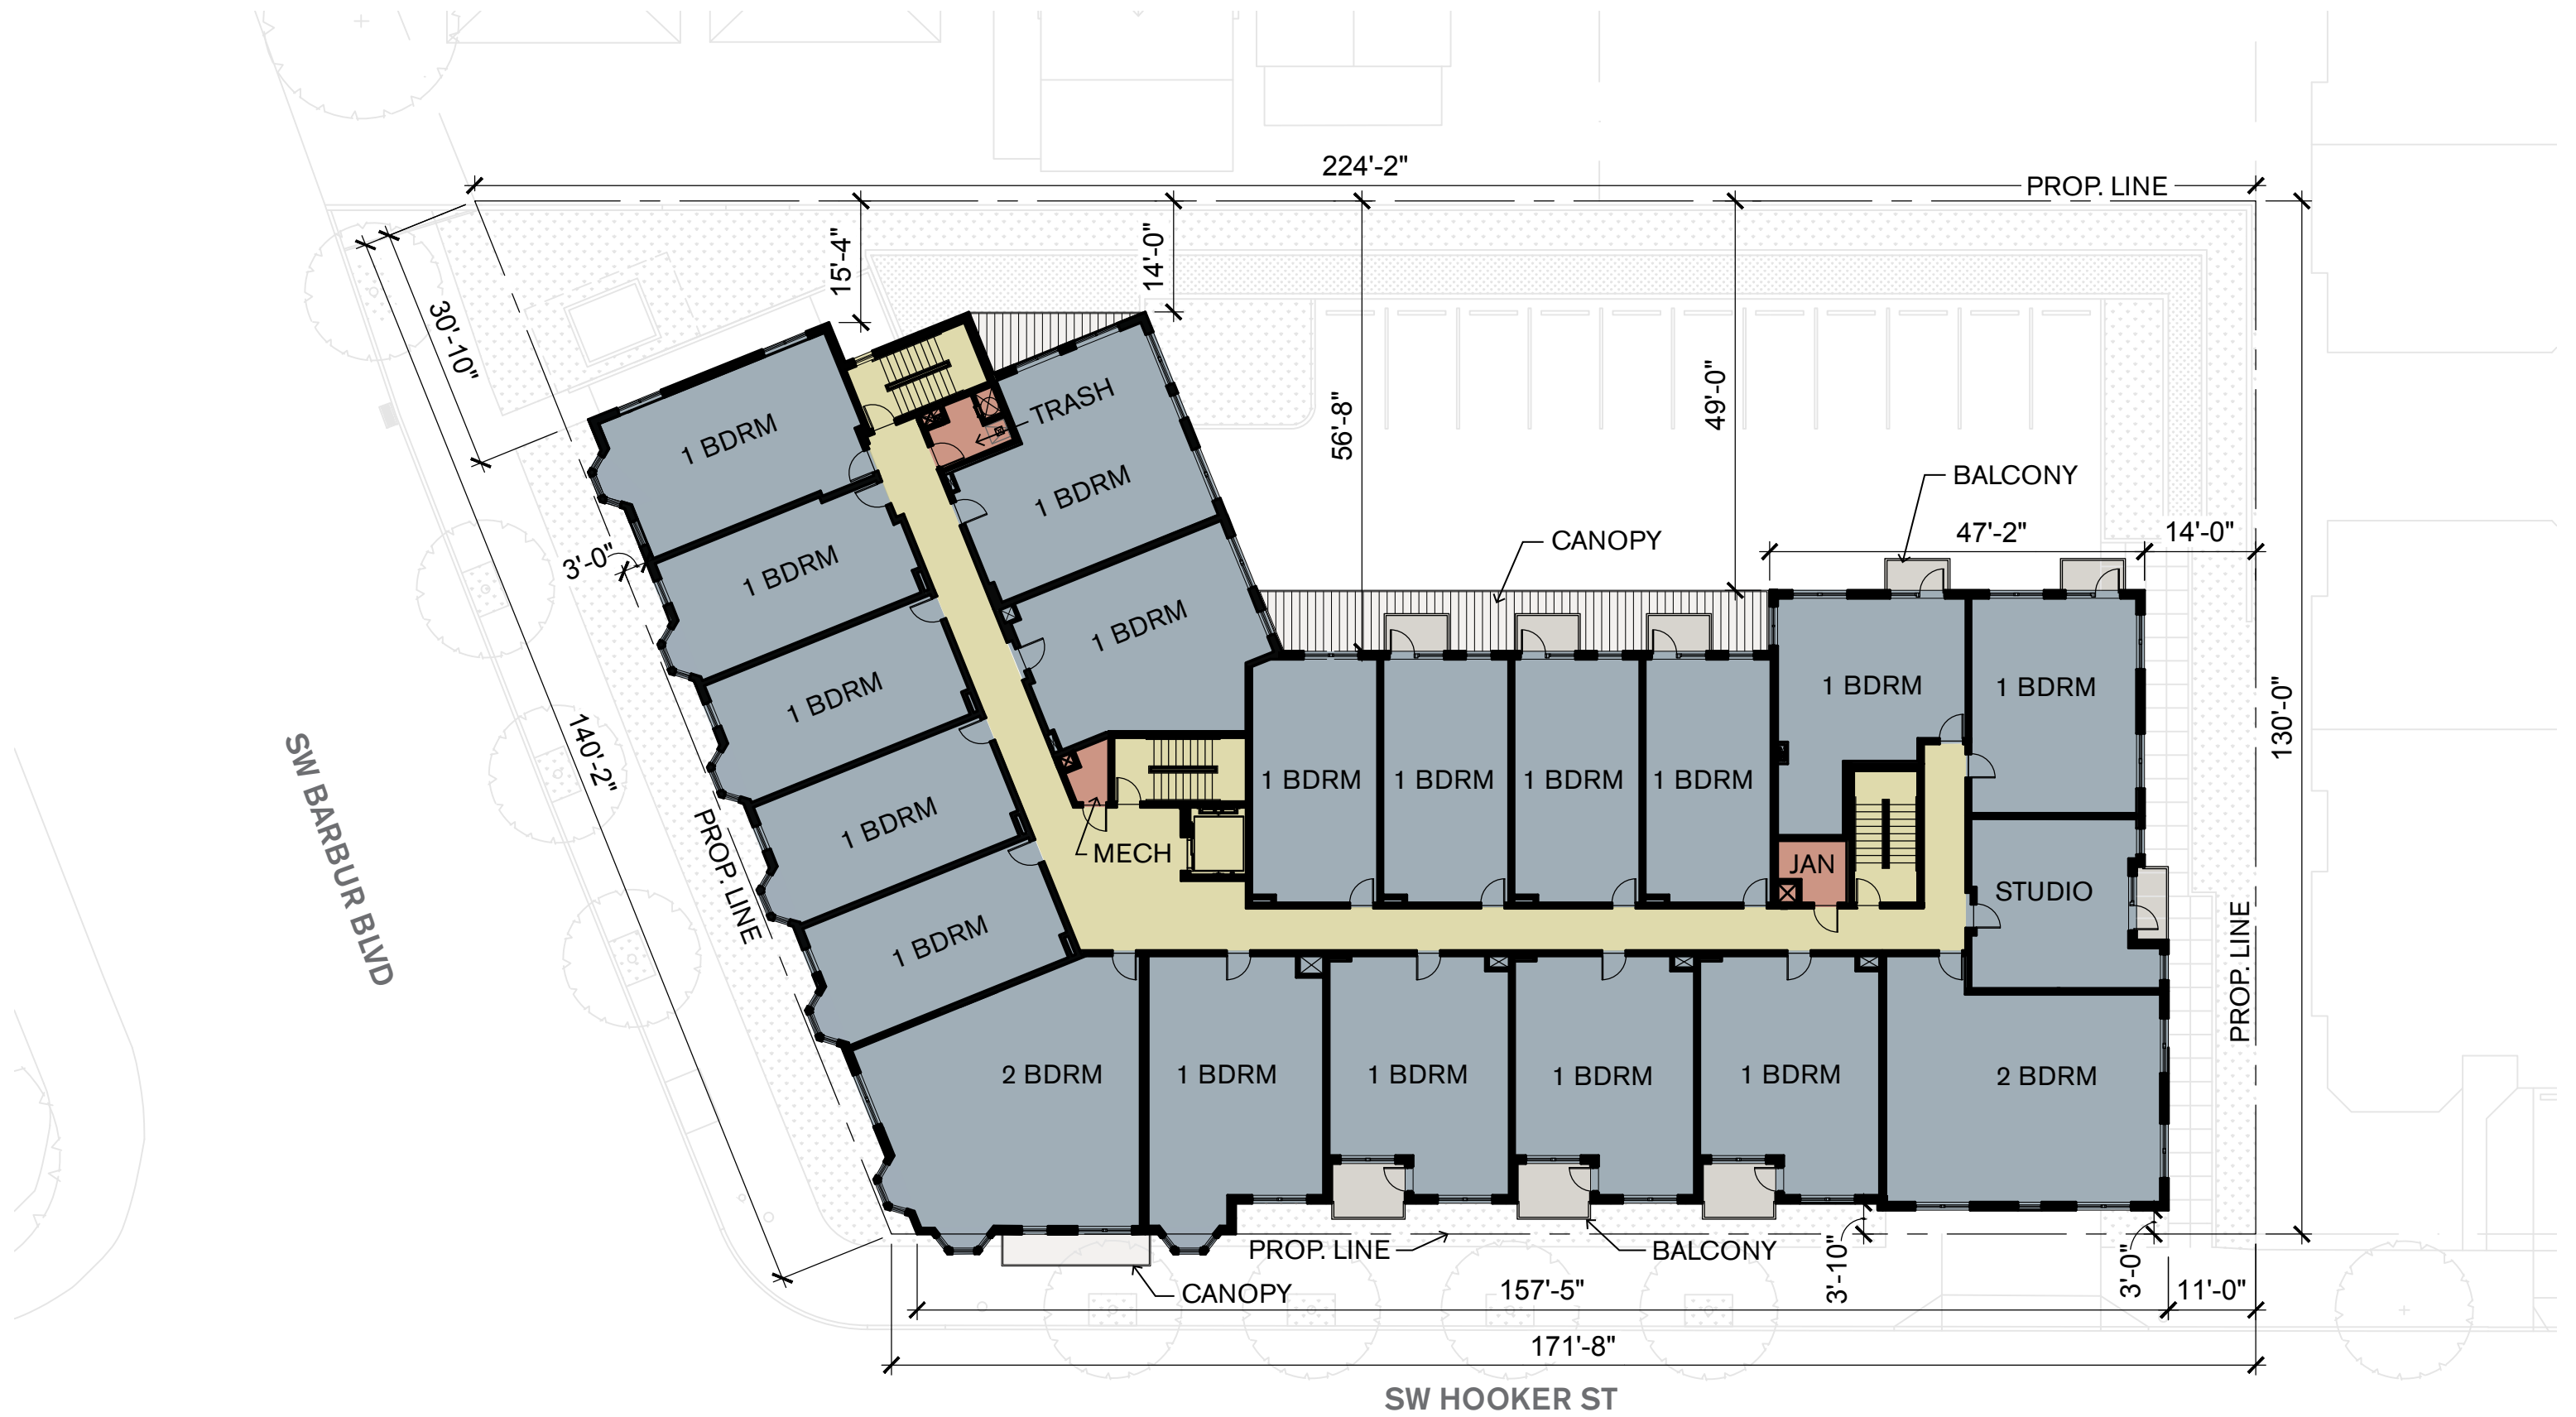 224'-2"
PROP. LINE
15'-4"
14'-0"
30'-10"
56'-8"
49'-0"
TRASH
1 BDRM
1 BDRM
BALCONY
CANOPY
47'-2"
14'-0"
3'-0"
1 BDRM
1 BDRM
1 BDRM
1 BDRM
1 BDRM
130'-0"
140'-2"
SW BARBUR BLVD
1 BDRM
1 BDRM
1 BDRM
1 BDRM
1 BDRM
PROP. LINE
MECH
JAN
STUDIO
1 BDRM
PROP. LINE
2 BDRM
1 BDRM
1 BDRM
1 BDRM
1 BDRM
2 BDRM
PROP. LINE
BALCONY
3'-10"
3'-0"
CANOPY
157'-5"
11'-0"
171'-8"
SW HOOKER ST